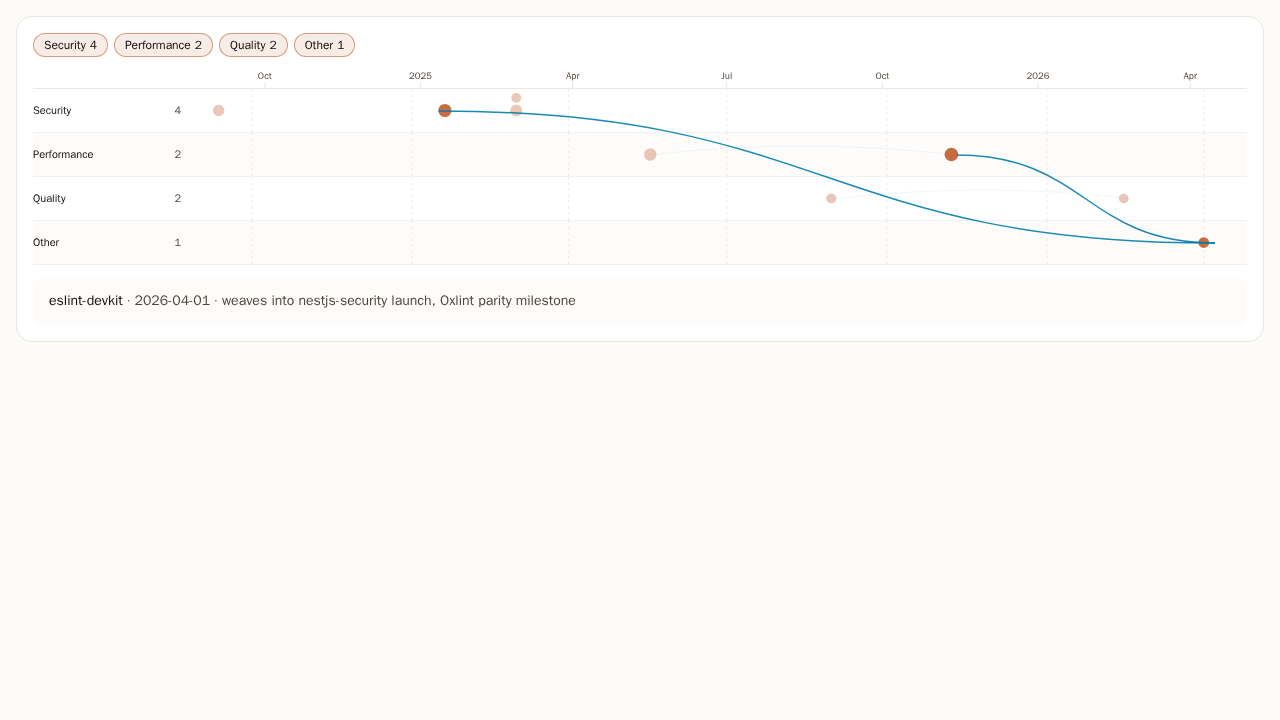 Security 4 Performance 2 Quality 2 Other 1
Oct 2025 Apr Jul Oct 2026 Apr
Security 4
Performance 2
Quality 2
Other 1
eslint-devkit · 2026-04-01 · weaves into nestjs-security launch, Oxlint parity milestone